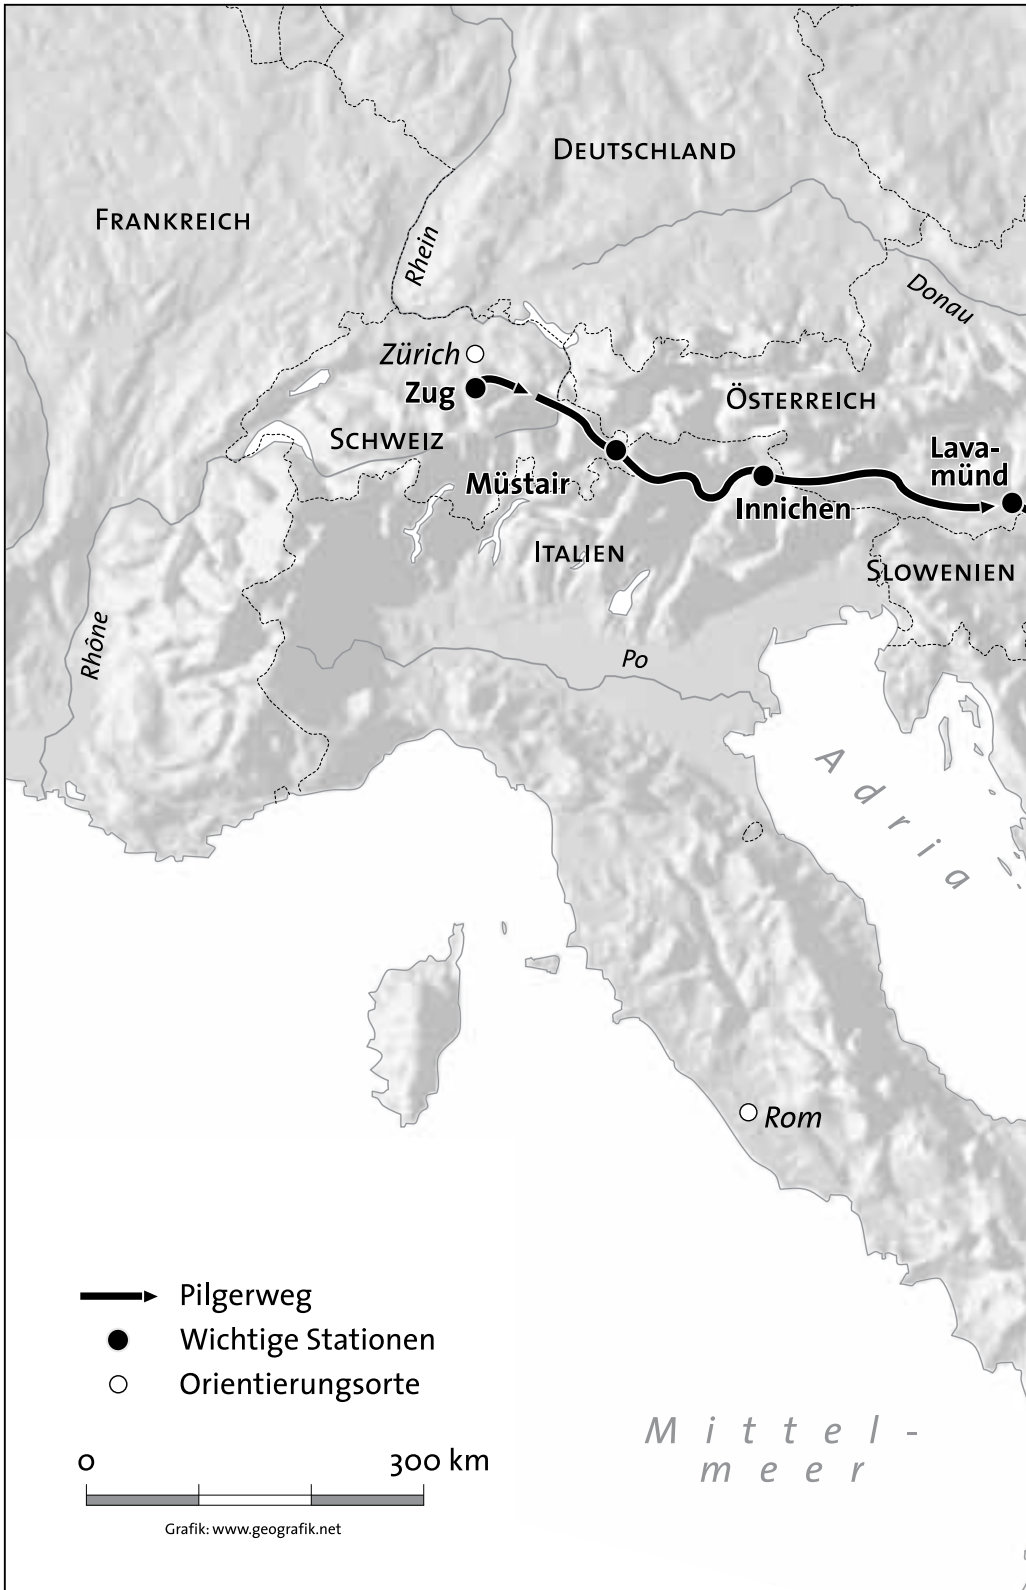 DEUTSCHLAND
FRANKREICH
Rhein
Donau
Zürich
Zug
ÖSTERREICH
SCHWEIZ
Lava-
münd
Müstair
Innichen
ITALIEN
SLOWENIEN
Rhône
Po
Adria
Rom
Pilgerweg
Wichtige Stationen
Orientierungsorte
Mittel-
meer
0 300 km
Grafik: www.geografik.net